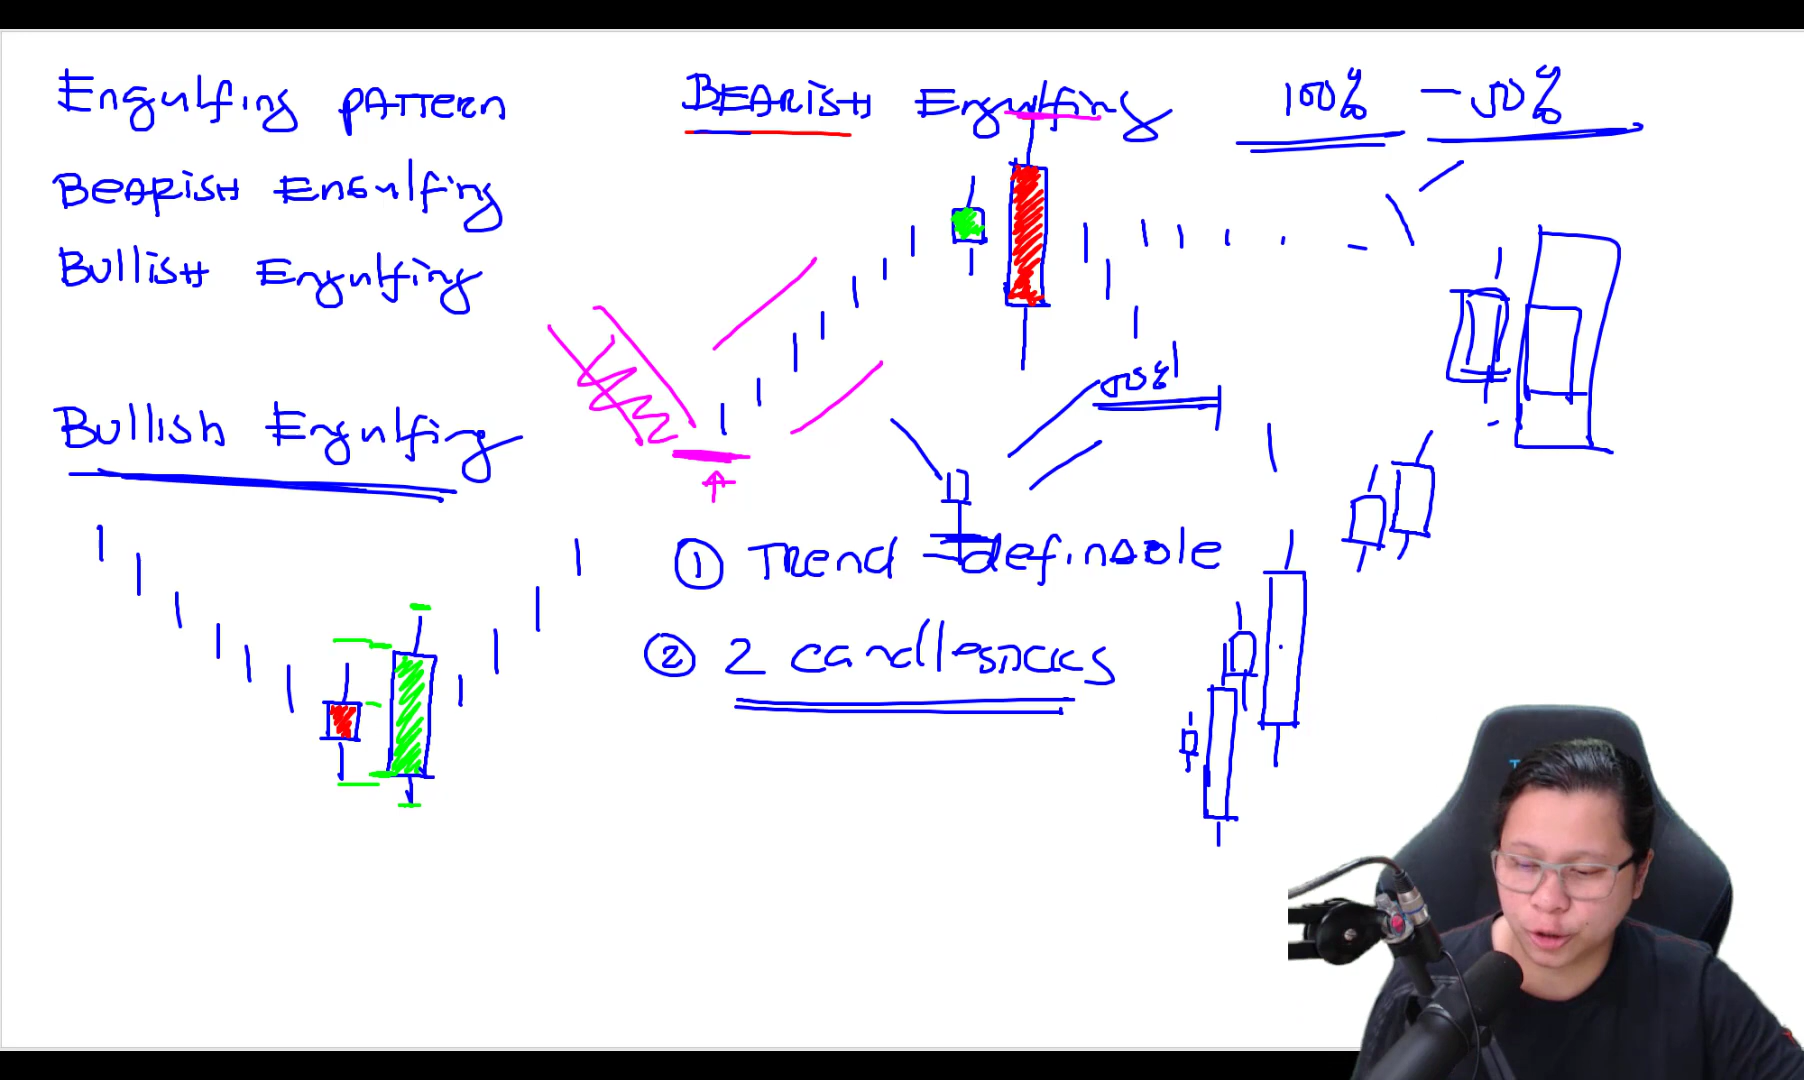 Engulfing pattern
Bearish Engulfing
Bullish Engulfing
Bullish Engulfing
BEARish Engulfing
100% - 50%
① Trend definable
② 2 candlesticks